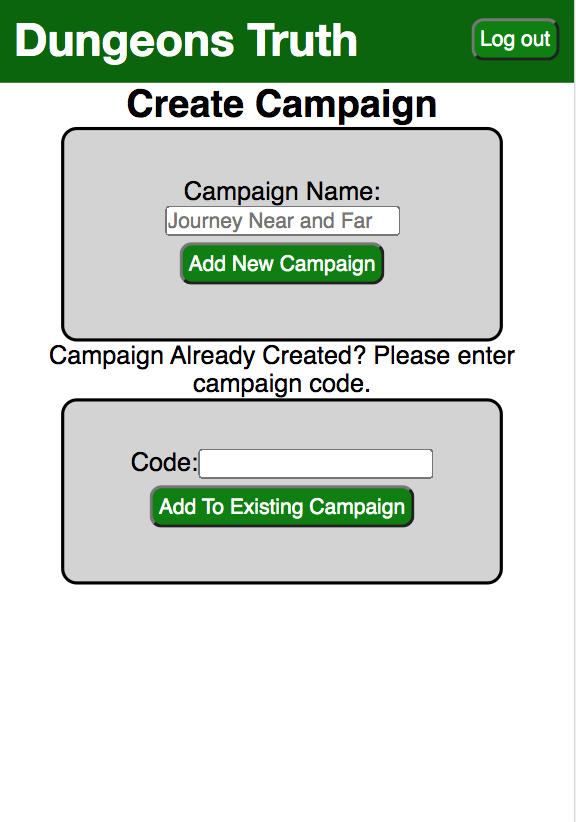 Dungeons Truth
Log out
Create Campaign
Campaign Name:
Journey Near and Far
Add New Campaign
Campaign Already Created? Please enter
campaign code.
Code:
Add To Existing Campaign